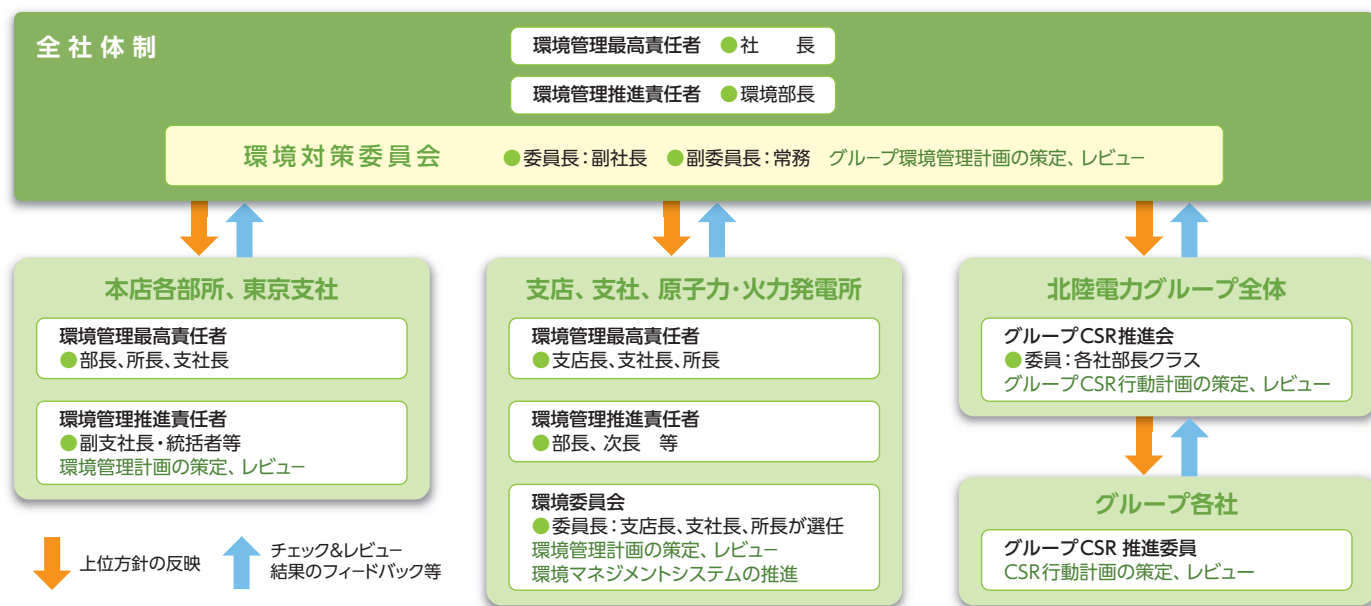 全社体制
環境管理最高責任者 ●社　長
環境管理推進責任者 ●環境部長
環境対策委員会 ●委員長：副社長 ●副委員長：常務 グループ環境管理計画の策定、レビュー
本店各部所、東京支社
環境管理最高責任者
●部長、所長、支社長
環境管理推進責任者
●副支社長・統括者等
環境管理計画の策定、レビュー
支店、支社、原子力・火力発電所
環境管理最高責任者
●支店長、支社長、所長
環境管理推進責任者
●部長、次長　等
環境委員会
●委員長：支店長、支社長、所長が選任
環境管理計画の策定、レビュー
環境マネジメントシステムの推進
北陸電力グループ全体
グループCSR推進会
●委員：各社部長クラス
グループCSR行動計画の策定、レビュー
グループ各社
グループCSR 推進委員
CSR行動計画の策定、レビュー
上位方針の反映
チェック&レビュー
結果のフィードバック等